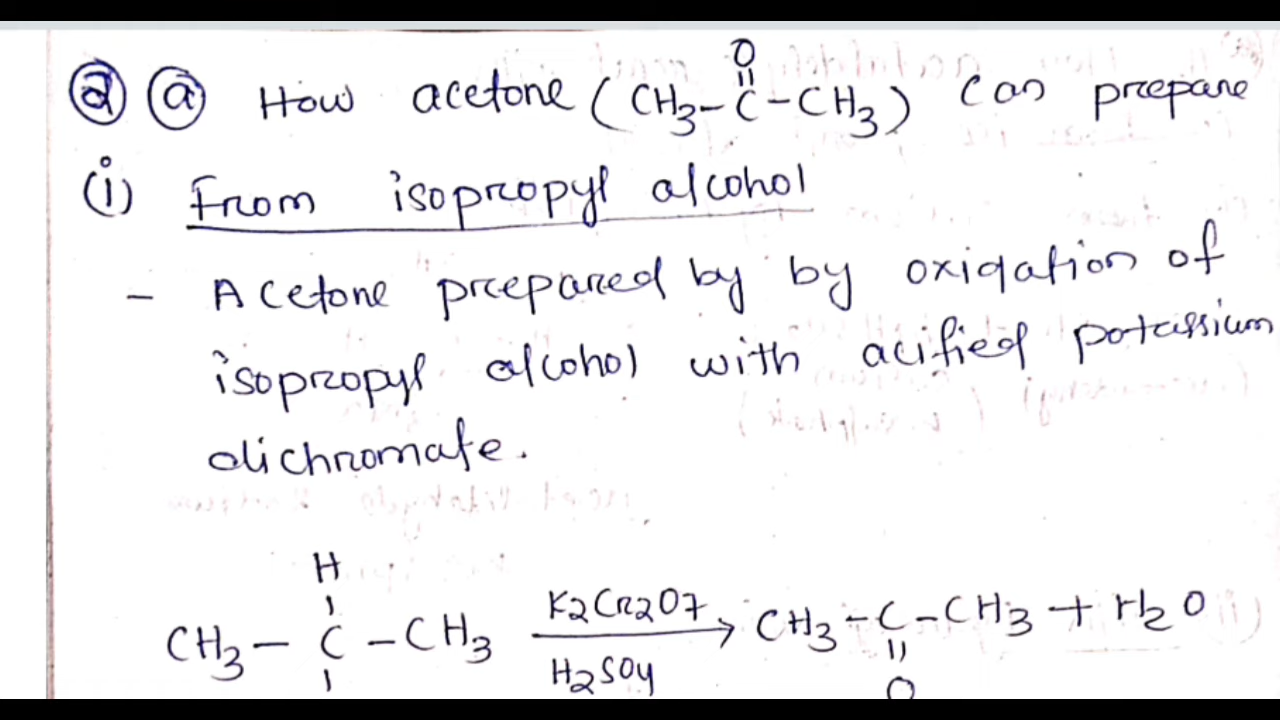 ② ⓐ How acetone (CH3-C-CH3) can prepare
O
(i) From isopropyl alcohol
- Acetone prepared by by oxidation of
isopropyl alcohol with acified potassium
dichromate.
H
CH3-C-CH3 K2Cr2O7 → CH3-C-CH3 + H2O
H2SO4
O